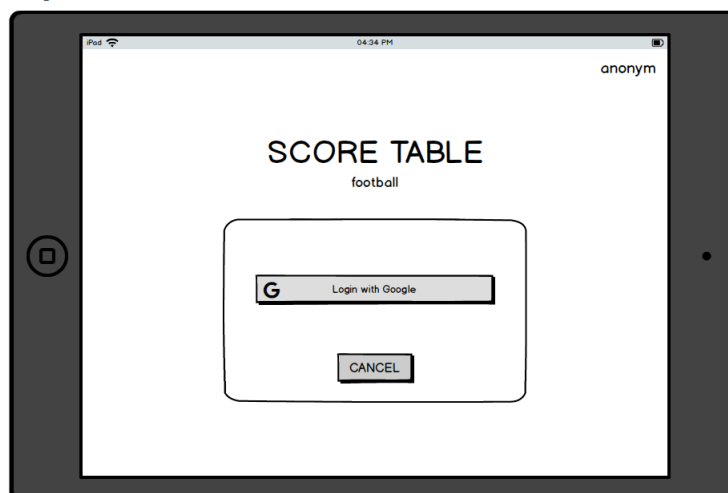 iPad 04:34 PM
anonym
SCORE TABLE
football
G Login with Google
CANCEL